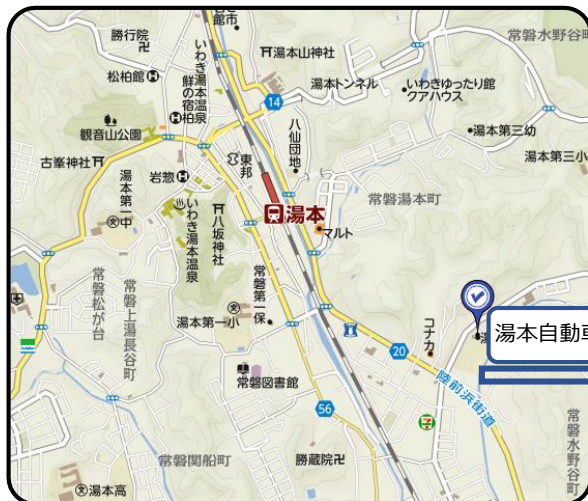 常磐水野谷町
館市
勝行院
湯本山神社
いわき湯本温泉
松柏館
鮮の宿柏
湯本トンネル
いわきゆったり館
クアハウス
14
八仙団地
観音山公園
湯本第三幼
東邦
古峯神社
岩惣
湯本第三小
湯本第一中
常磐湯本町
湯本
いわき湯本温泉
八坂神社
マルト
常磐松が台
常磐上湯長谷町
常磐第一保
コナカ
湯本第一小
湯本自動車
20
陸前浜街道
常磐図書館
56
常磐関船町
勝蔵院
常磐水野谷町
湯本高